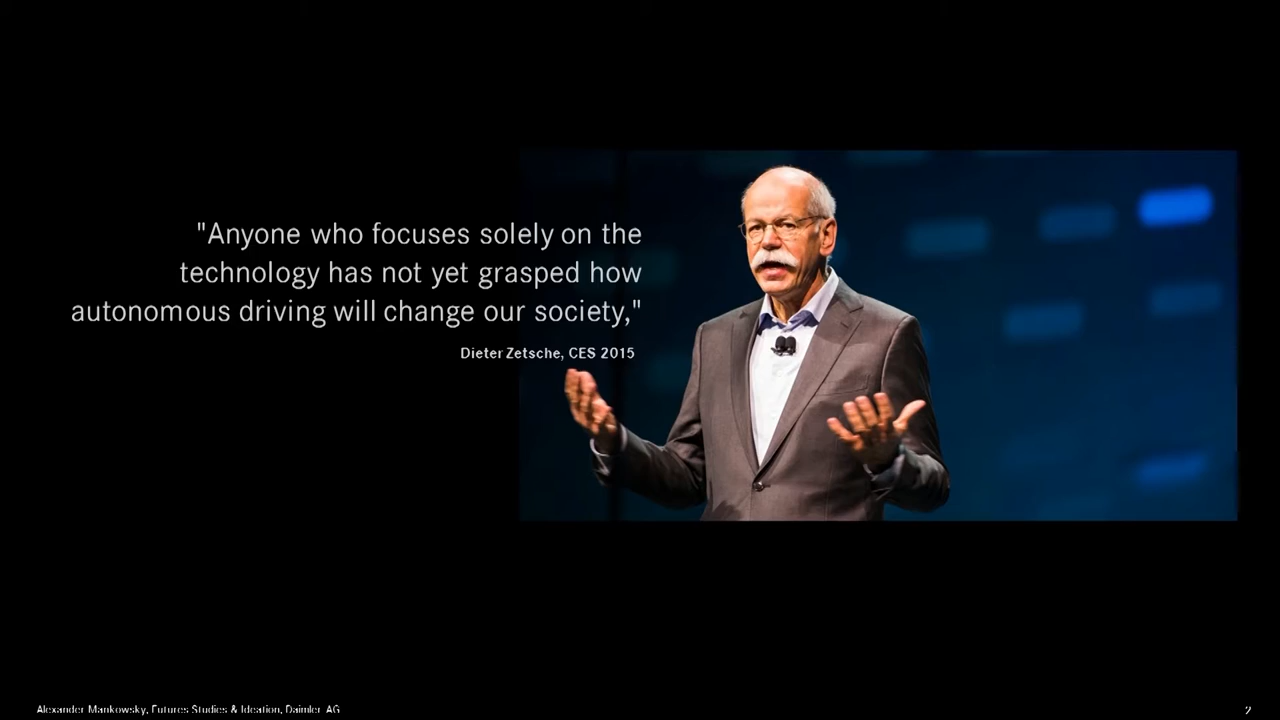 "Anyone who focuses solely on the
technology has not yet grasped how
autonomous driving will change our society,"
Dieter Zetsche, CES 2015
Alexander Mankowsky, Futures Studies & Ideation, Daimler AG
2